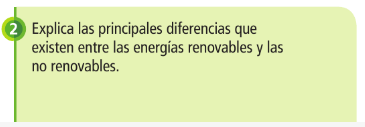 2 Explica las principales diferencias que
existen entre las energías renovables y las
no renovables.